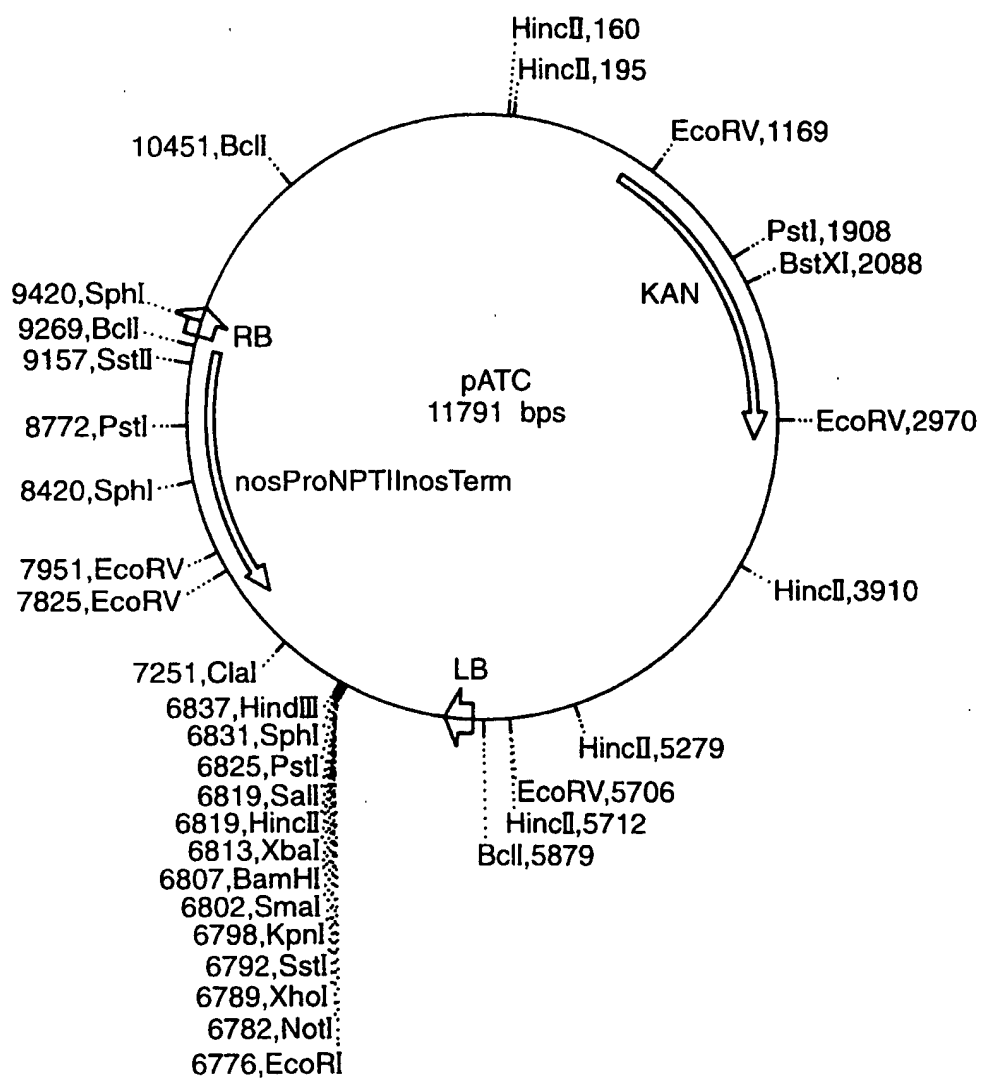 HincⅡ,160
HincⅡ,195
EcoRV,1169
10451,BclI
PstI,1908
BstXI,2088
KAN
9420,SphI
9269,BclI
9157,SstⅡ
RB
pATC
11791 bps
8772,PstI
EcoRV,2970
8420,SphI
nosProNPTIInosTerm
7951,EcoRV
7825,EcoRV
HincⅡ,3910
7251,ClaI
LB
6837,HindⅢ
6831,SphI
6825,PstI
6819,SalI
6819,HincⅡ
6813,XbaI
6807,BamHI
6802,SmaI
6798,KpnI
6792,SstI
6789,XhoI
6782,NotI
6776,EcoRI
HincⅡ,5279
EcoRV,5706
HincⅡ,5712
BclI,5879